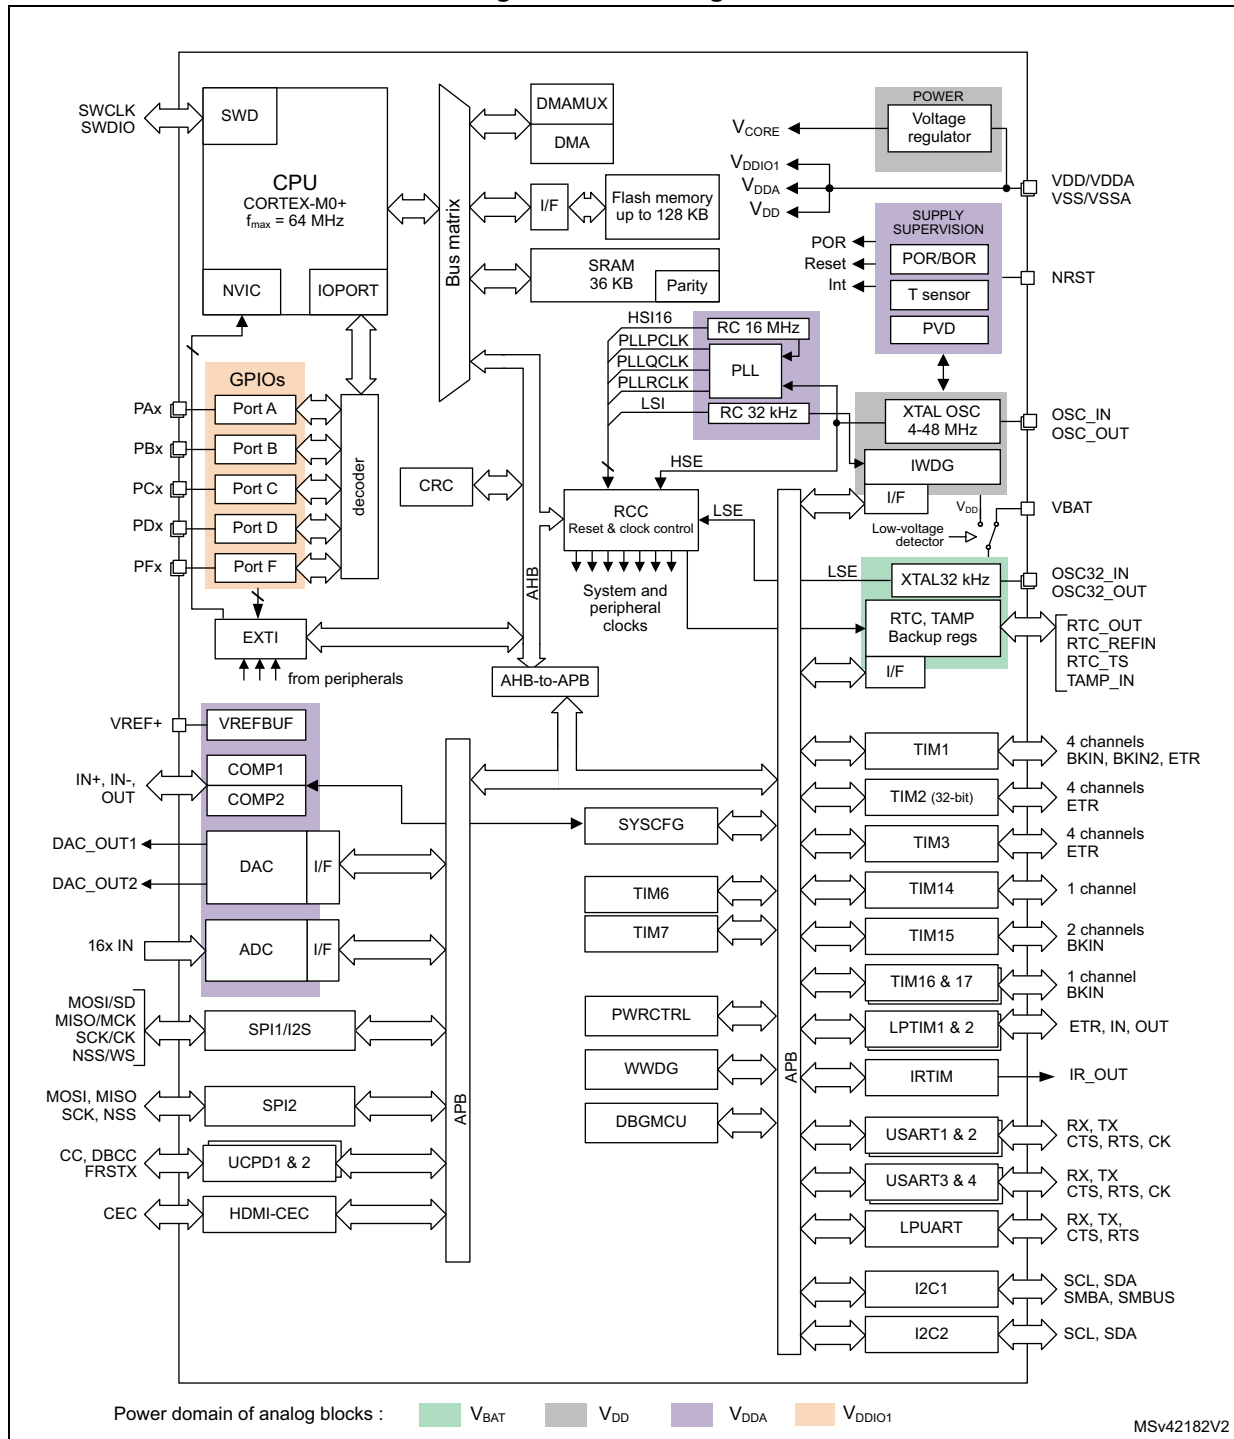 SWCLK
SWDIO
SWD
CPU
CORTEX-M0+
fmax = 64 MHz
NVIC
IOPORT
Bus matrix
DMAMUX
DMA
I/F
Flash memory
up to 128 KB
SRAM
36 KB
Parity
POWER
Voltage
regulator
VCORE
VDDIO1
VDDA
VDD
VDD/VDDA
VSS/VSSA
SUPPLY
SUPERVISION
POR
Reset
Int
POR/BOR
T sensor
PVD
NRST
HSI16
PLLPCLK
PLLQCLK
PLLRCLK
LSI
RC 16 MHz
PLL
RC 32 kHz
GPIOs
PAx
Port A
PBx
Port B
PCx
Port C
PDx
Port D
PFx
Port F
decoder
CRC
HSE
XTAL OSC
4-48 MHz
OSC_IN
OSC_OUT
IWDG
I/F
RCC
Reset & clock control
LSE
VDD
Low-voltage
detector
VBAT
System and
peripheral
clocks
LSE
XTAL32 kHz
OSC32_IN
OSC32_OUT
RTC, TAMP
Backup regs
I/F
RTC_OUT
RTC_REFIN
RTC_TS
TAMP_IN
AHB
EXTI
from peripherals
AHB-to-APB
VREF+
VREFBUF
IN+, IN-,
OUT
COMP1
COMP2
DAC_OUT1
DAC_OUT2
DAC
I/F
16x IN
ADC
I/F
MOSI/SD
MISO/MCK
SCK/CK
NSS/WS
SPI1/I2S
MOSI, MISO
SCK, NSS
SPI2
CC, DBCC
FRSTX
UCPD1 & 2
CEC
HDMI-CEC
APB
SYSCFG
TIM6
TIM7
PWRCTRL
WWDG
DBGMCU
APB
TIM1
4 channels
BKIN, BKIN2, ETR
TIM2 (32-bit)
4 channels
ETR
TIM3
4 channels
ETR
TIM14
1 channel
TIM15
2 channels
BKIN
TIM16 & 17
1 channel
BKIN
LPTIM1 & 2
ETR, IN, OUT
IRTIM
IR_OUT
USART1 & 2
RX, TX
CTS, RTS, CK
USART3 & 4
RX, TX
CTS, RTS, CK
LPUART
RX, TX,
CTS, RTS
I2C1
SCL, SDA
SMBA, SMBUS
I2C2
SCL, SDA
Power domain of analog blocks :
VBAT
VDD
VDDA
VDDIO1
MSv42182V2